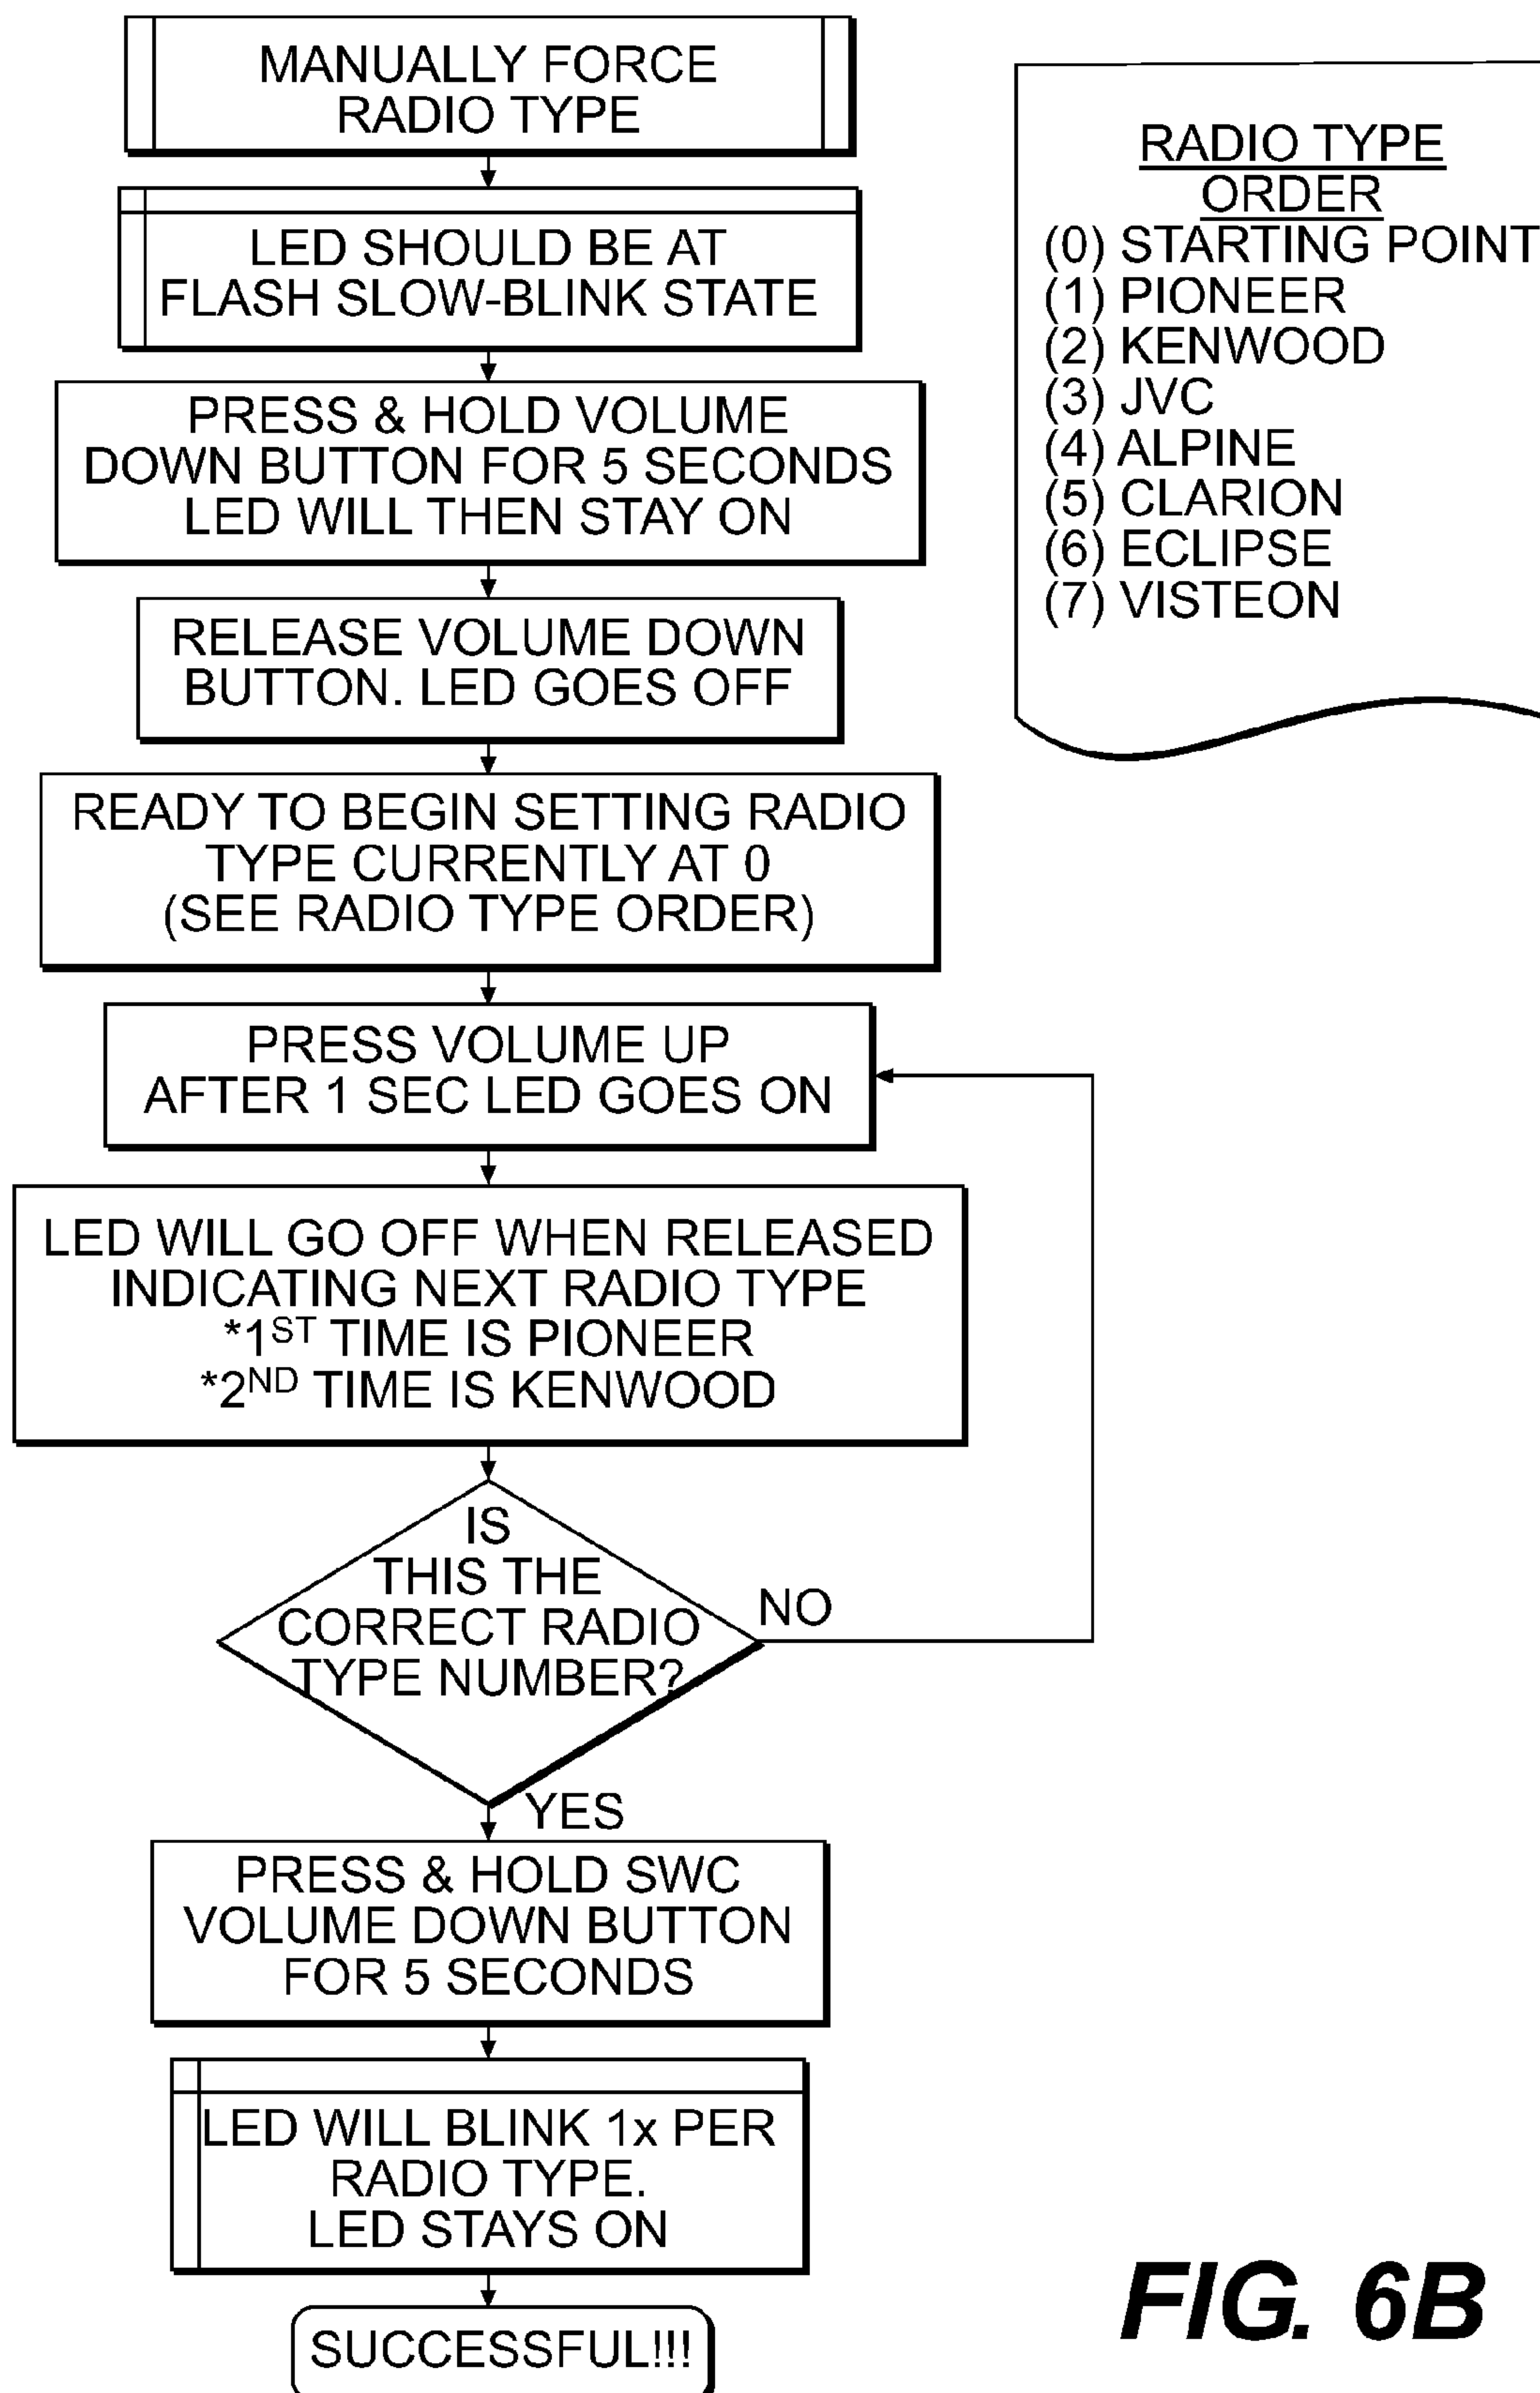 MANUALLY FORCE
RADIO TYPE
LED SHOULD BE AT
FLASH SLOW-BLINK STATE
PRESS & HOLD VOLUME
DOWN BUTTON FOR 5 SECONDS
LED WILL THEN STAY ON
RELEASE VOLUME DOWN
BUTTON. LED GOES OFF
READY TO BEGIN SETTING RADIO
TYPE CURRENTLY AT 0
(SEE RADIO TYPE ORDER)
PRESS VOLUME UP
AFTER 1 SEC LED GOES ON
LED WILL GO OFF WHEN RELEASED
INDICATING NEXT RADIO TYPE
*1ST TIME IS PIONEER
*2ND TIME IS KENWOOD
IS
THIS THE
CORRECT RADIO
TYPE NUMBER?
NO
YES
PRESS & HOLD SWC
VOLUME DOWN BUTTON
FOR 5 SECONDS
LED WILL BLINK 1x PER
RADIO TYPE.
LED STAYS ON
SUCCESSFUL!!!
RADIO TYPE
ORDER
(0) STARTING POINT
(1) PIONEER
(2) KENWOOD
(3) JVC
(4) ALPINE
(5) CLARION
(6) ECLIPSE
(7) VISTEON
FIG. 6B